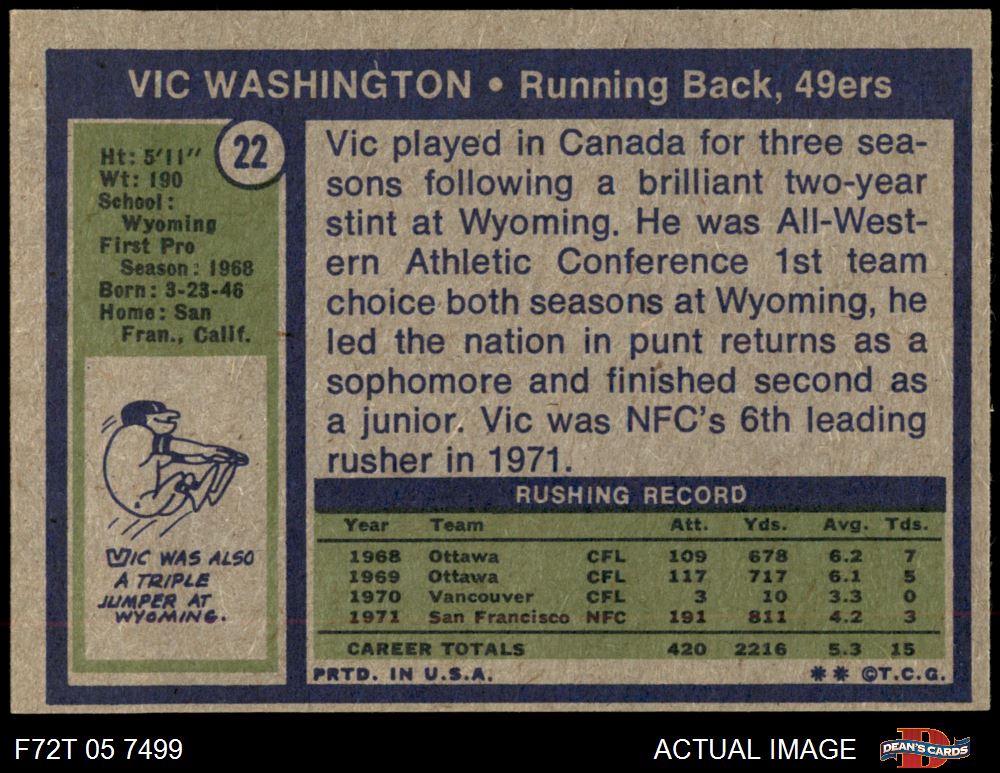 VIC WASHINGTON • Running Back, 49ers
22
Ht: 5'11"
Wt: 190
School:
Wyoming
First Pro
Season: 1968
Born: 3-23-46
Home: San
Fran., Calif.
VIC WAS ALSO
A TRIPLE
JUMPER AT
WYOMING.
Vic played in Canada for three sea-
sons following a brilliant two-year
stint at Wyoming. He was All-West-
ern Athletic Conference 1st team
choice both seasons at Wyoming, he
led the nation in punt returns as a
sophomore and finished second as
a junior. Vic was NFC's 6th leading
rusher in 1971.
RUSHING RECORD
Year Team Att. Yds. Avg. Tds.
1968 Ottawa CFL 109 678 6.2 7
1969 Ottawa CFL 117 717 6.1 5
1970 Vancouver CFL 3 10 3.3 0
1971 San Francisco NFC 191 811 4.2 3
CAREER TOTALS 420 2216 5.3 15
PRTD. IN U.S.A. ** ©T.C.G.
F72T 05 7499 ACTUAL IMAGE DEAN'S CARDS